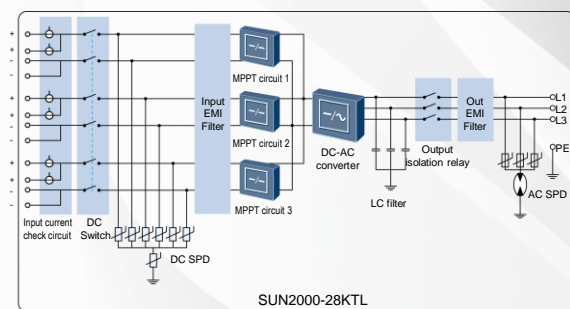 +
+
-
-
+
+
-
-
+
+
-
-
Input current
check circuit
DC
Switch
DC SPD
Input
EMI
Filter
MPPT circuit 1
MPPT circuit 2
MPPT circuit 3
DC-AC
converter
LC filter
Output
isolation relay
Out
EMI
Filter
L1
L2
L3
PE
AC SPD
SUN2000-28KTL